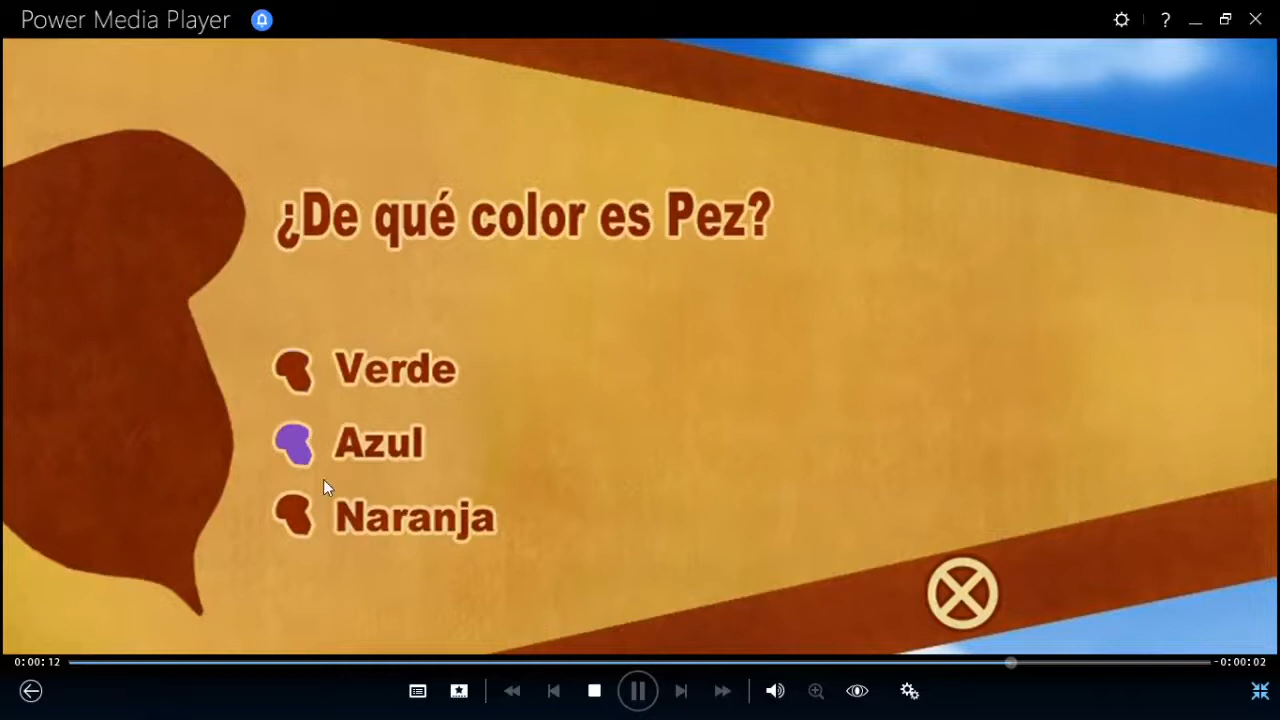 Power Media Player
?
¿De qué color es Pez?
Verde
Azul
Naranja
0:00:12
-0:00:02